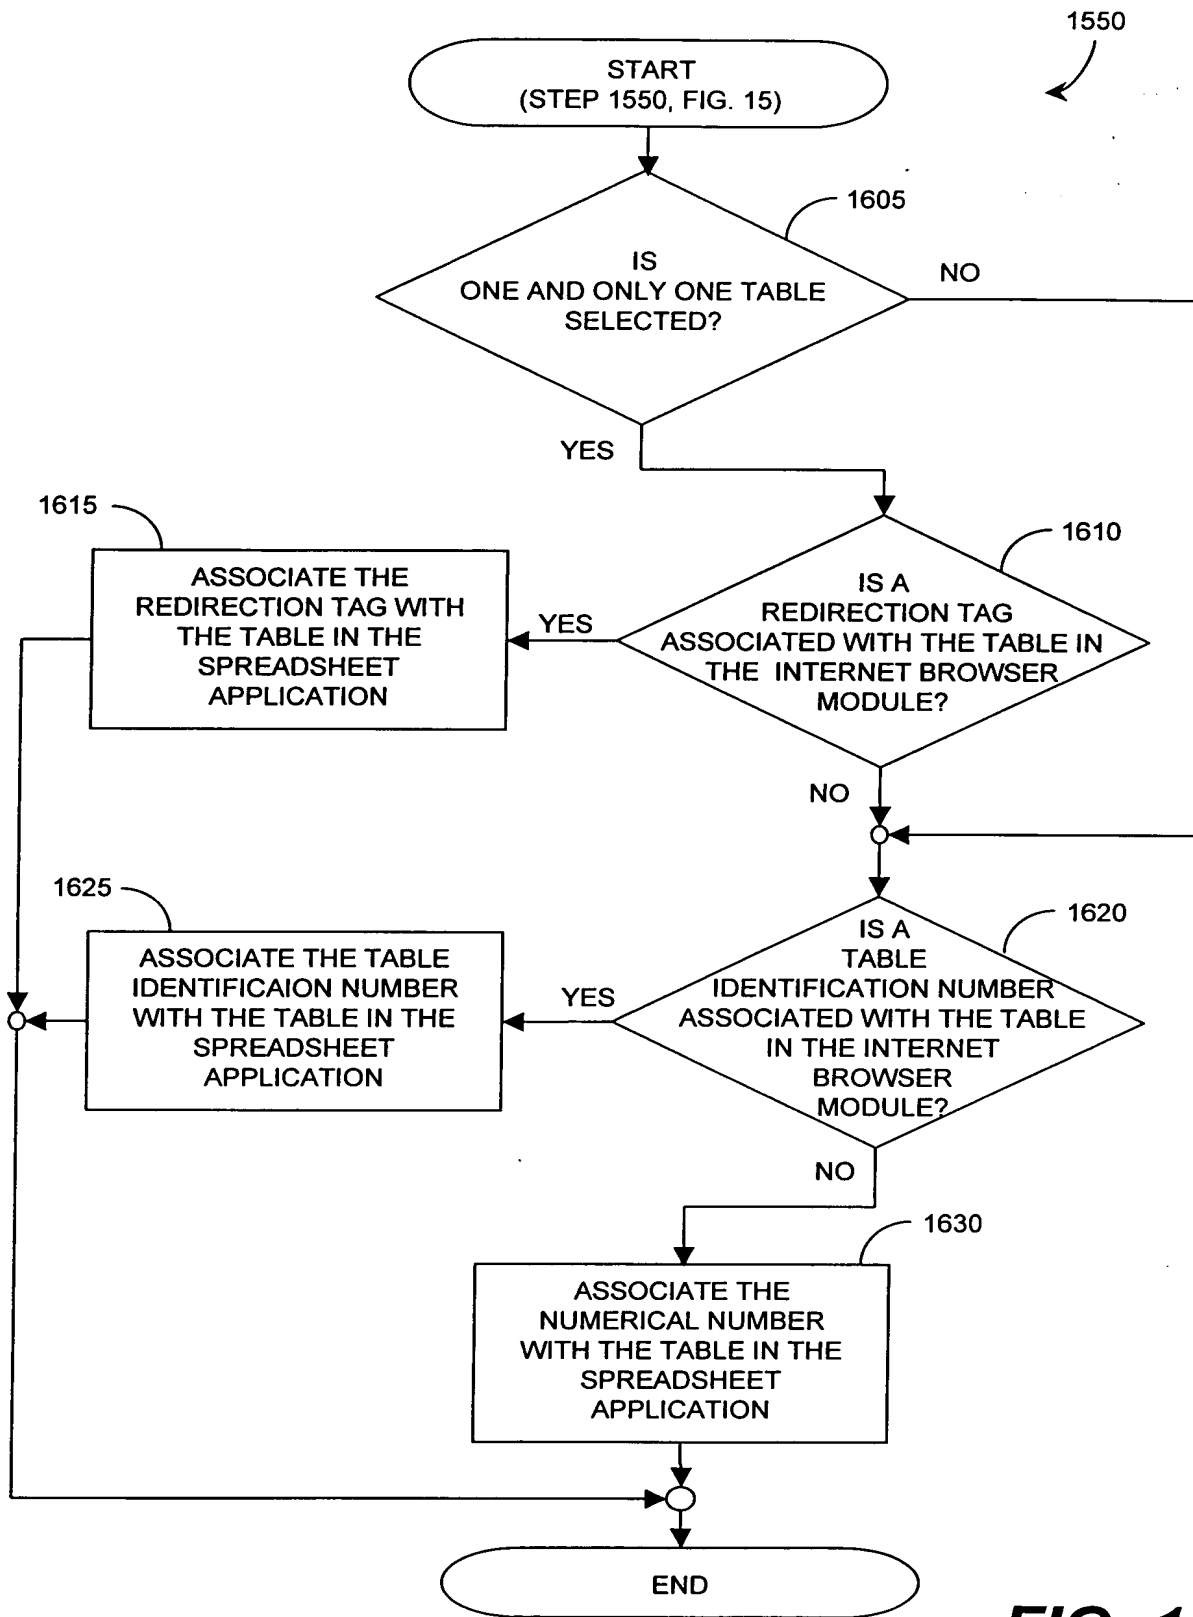 1550
START
(STEP 1550, FIG. 15)
1605
IS
ONE AND ONLY ONE TABLE
SELECTED?
NO
YES
1615
1610
ASSOCIATE THE
REDIRECTION TAG WITH
THE TABLE IN THE
SPREADSHEET
APPLICATION
YES
IS A
REDIRECTION TAG
ASSOCIATED WITH THE TABLE IN
THE INTERNET BROWSER
MODULE?
NO
1625
1620
ASSOCIATE THE TABLE
IDENTIFICAION NUMBER
WITH THE TABLE IN THE
SPREADSHEET
APPLICATION
YES
IS A
TABLE
IDENTIFICATION NUMBER
ASSOCIATED WITH THE TABLE
IN THE INTERNET
BROWSER
MODULE?
NO
1630
ASSOCIATE THE
NUMERICAL NUMBER
WITH THE TABLE IN THE
SPREADSHEET
APPLICATION
END
FIG. 1